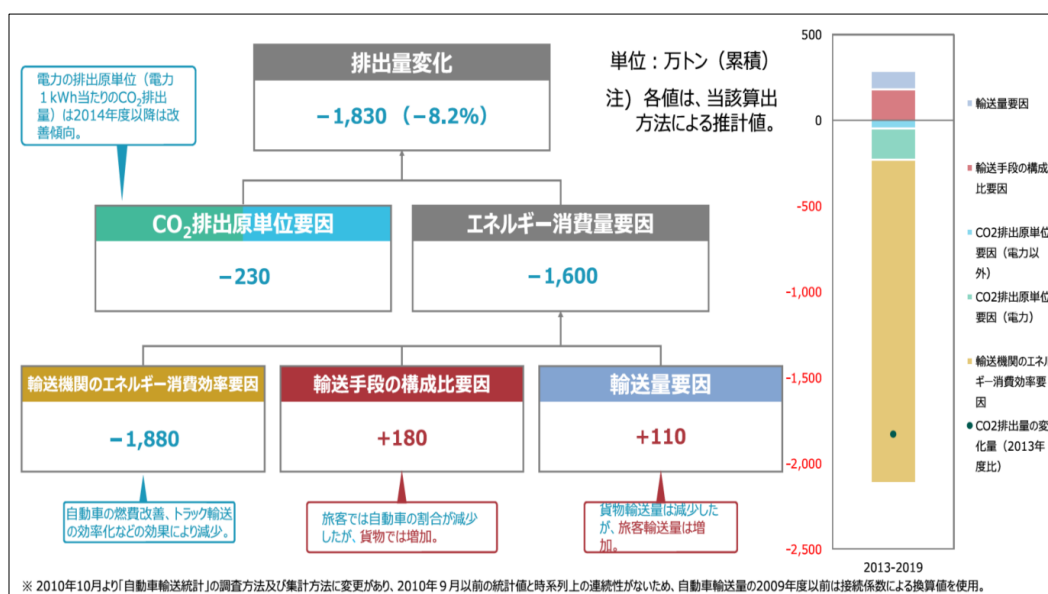 排出量変化
−1,830 (−8.2%)
電力の排出原単位（電力
１kWh当たりのCO₂排出
量）は2014年度以降は改
善傾向。
単位：万トン（累積）
注) 各値は、当該算出
方法による推計値。
CO₂排出原単位要因
−230
エネルギー消費量要因
−1,600
輸送機関のエネルギー消費効率要因
−1,880
輸送手段の構成比要因
+180
輸送量要因
+110
自動車の燃費改善、トラック輸送
の効率化などの効果により減少。
旅客では自動車の割合が減少
したが、貨物では増加。
貨物輸送量は減少した
が、旅客輸送量は増
加。
500
0
-500
-1,000
-1,500
-2,000
-2,500
2013-2019
輸送量要因
輸送手段の構成
比要因
CO2排出原単位
要因（電力以
外）
CO2排出原単位
要因（電力）
輸送機関のエネル
ギー消費効率要
因
CO2排出量の変
化量（2013年
度比）
※ 2010年10月より｢自動車輸送統計｣の調査方法及び集計方法に変更があり、2010年９月以前の統計値と時系列上の連続性がないため、自動車輸送量の2009年度以前は接続係数による換算値を使用。